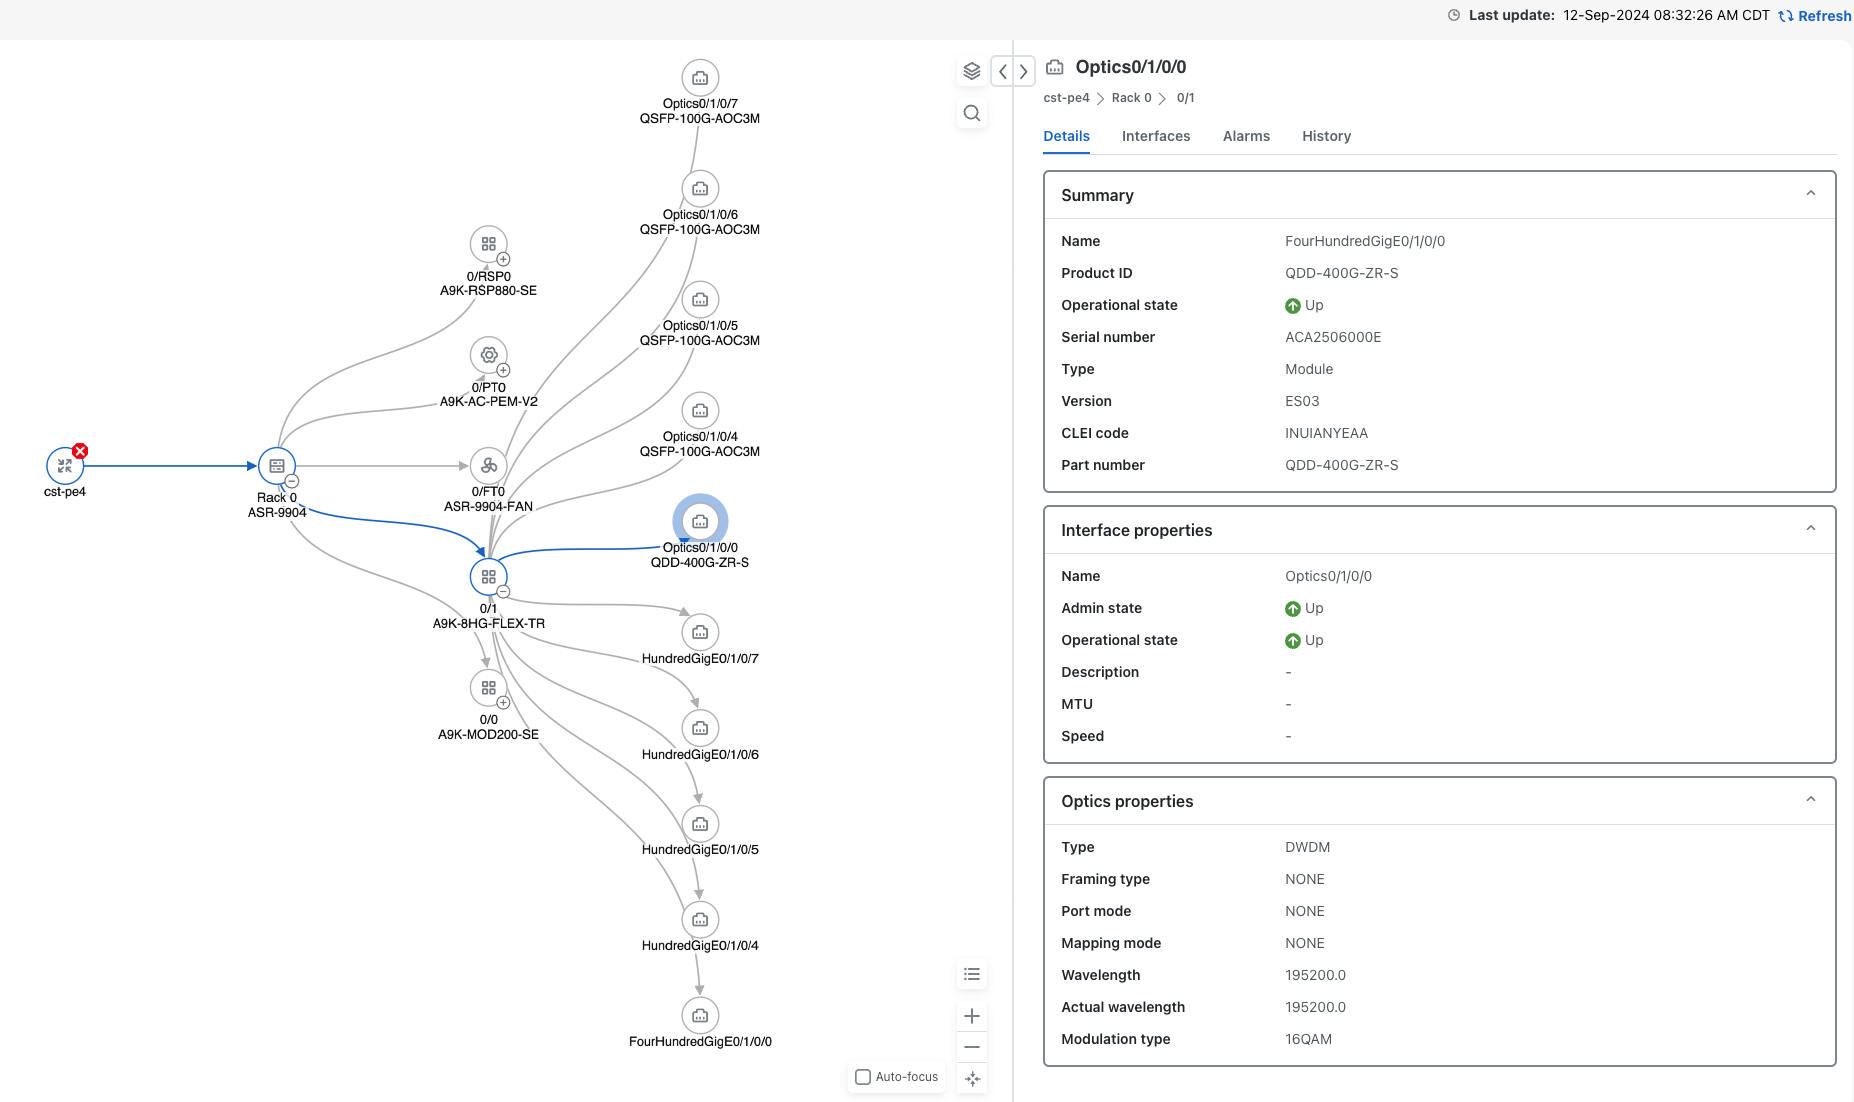 Last update: 12-Sep-2024 08:32:26 AM CDT Refresh
Optics0/1/0/7
QSFP-100G-AOC3M
Optics0/1/0/6
QSFP-100G-AOC3M
0/RSP0
A9K-RSP880-SE
Optics0/1/0/5
QSFP-100G-AOC3M
0/PT0
A9K-AC-PEM-V2
Optics0/1/0/4
QSFP-100G-AOC3M
cst-pe4
Rack 0
ASR-9904
0/FT0
ASR-9904-FAN
Optics0/1/0/0
QDD-400G-ZR-S
0/1
A9K-8HG-FLEX-TR
HundredGigE0/1/0/7
0/0
A9K-MOD200-SE
HundredGigE0/1/0/6
HundredGigE0/1/0/5
HundredGigE0/1/0/4
FourHundredGigE0/1/0/0
Auto-focus
Optics0/1/0/0
cst-pe4 Rack 0 0/1
Details Interfaces Alarms History
Summary
Name FourHundredGigE0/1/0/0
Product ID QDD-400G-ZR-S
Operational state Up
Serial number ACA2506000E
Type Module
Version ES03
CLEI code INUIANYEAA
Part number QDD-400G-ZR-S
Interface properties
Name Optics0/1/0/0
Admin state Up
Operational state Up
Description -
MTU -
Speed -
Optics properties
Type DWDM
Framing type NONE
Port mode NONE
Mapping mode NONE
Wavelength 195200.0
Actual wavelength 195200.0
Modulation type 16QAM